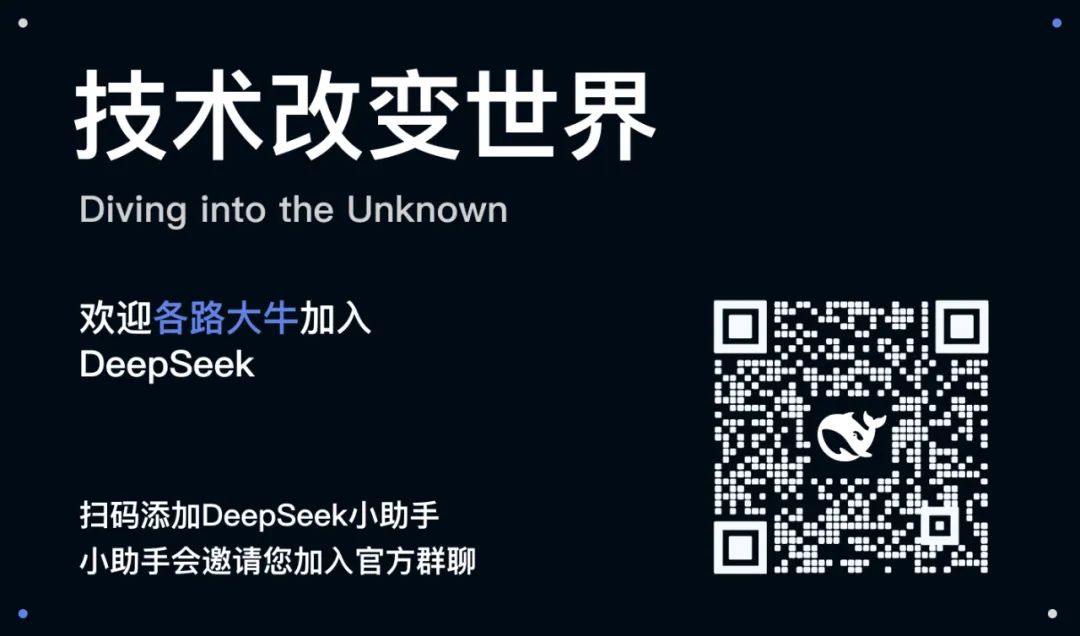 技术改变世界
Diving into the Unknown
欢迎各路大牛加入
DeepSeek
扫码添加DeepSeek小助手
小助手会邀请您加入官方群聊